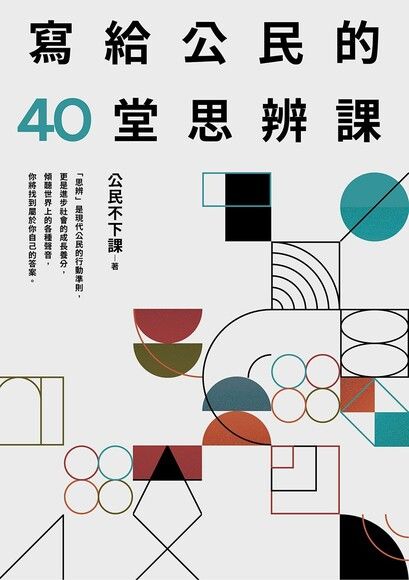 寫給公民的
40堂思辨課
公民不下課—著
「思辨」是現代公民的行動準則，
更是進步社會的成長養分，
傾聽世界上的各種聲音，
你將找到屬於你自己的答案。